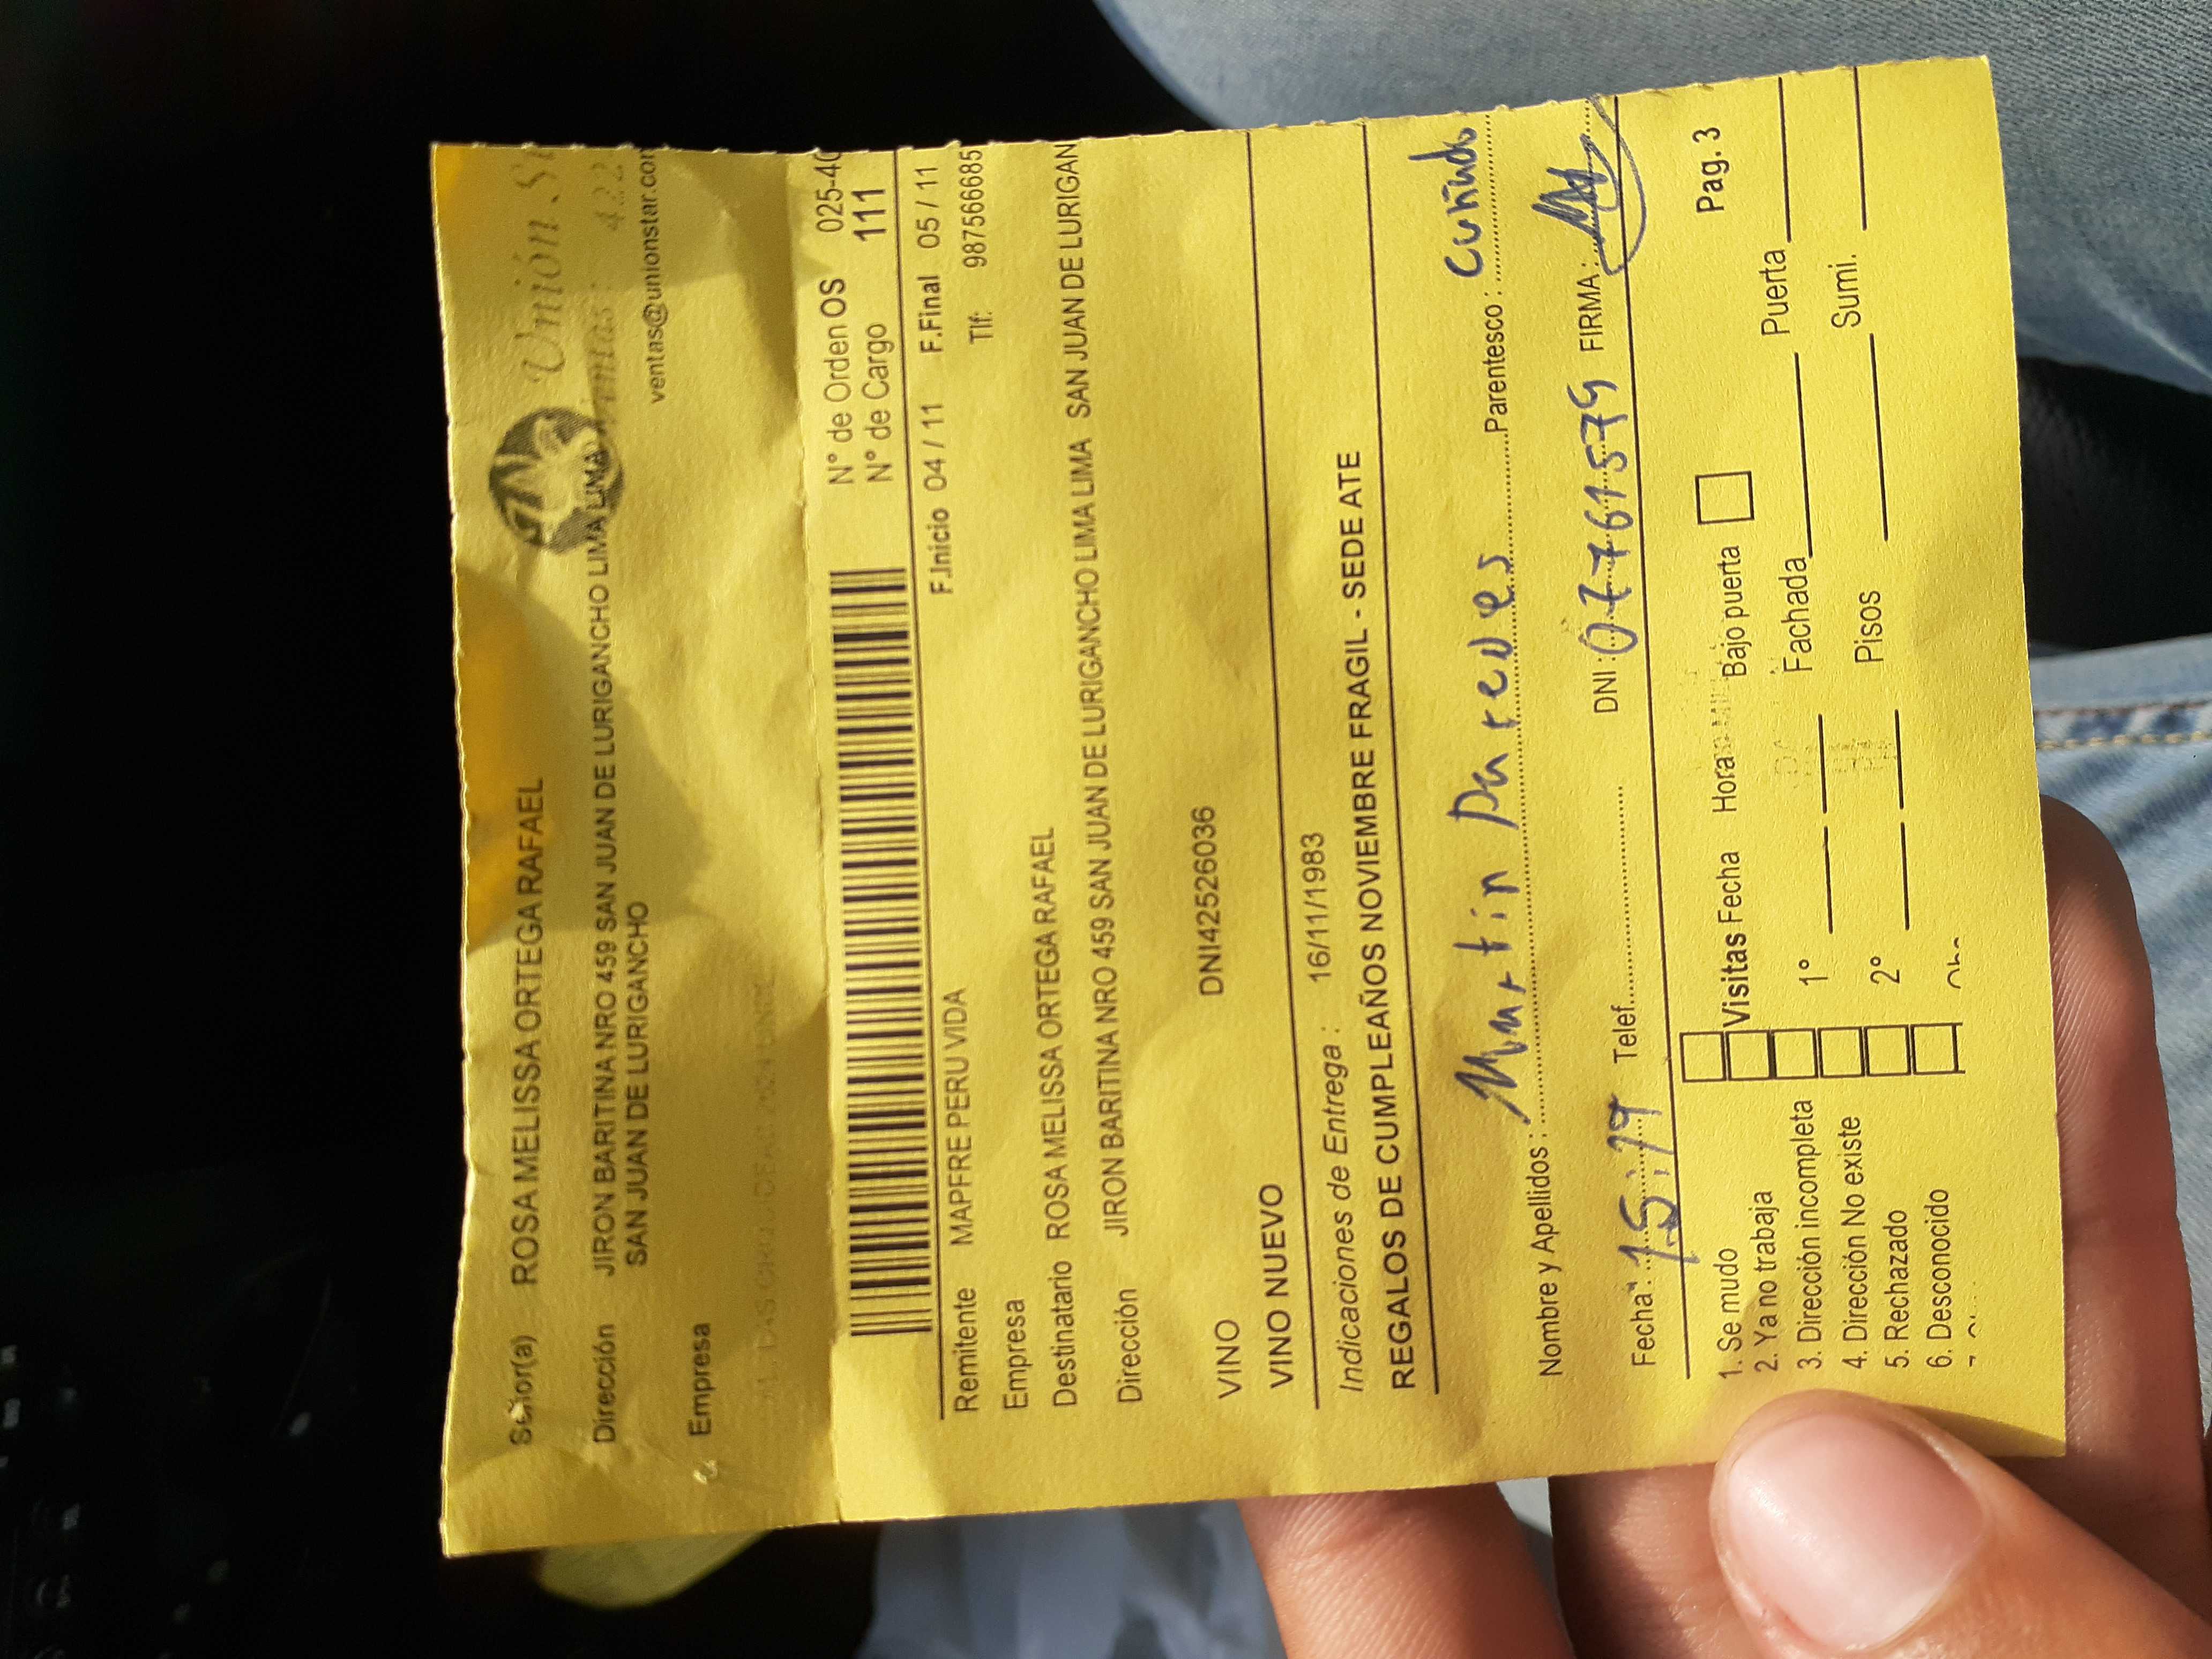 Unión
ventas@unionstar.com
Señor(a) ROSA MELISSA ORTEGA RAFAEL
Dirección JIRON BARITINA NRO 459 SAN JUAN DE LURIGANCHO LIMA LIMA
SAN JUAN DE LURIGANCHO
Empresa
N° de Orden OS 025-40
N° de Cargo 111
F.Inicio 04 / 11 F.Final 05 / 11
Remitente MAPFRE PERU VIDA Tlf: 987566685
Empresa
Destinatario ROSA MELISSA ORTEGA RAFAEL
Dirección JIRON BARITINA NRO 459 SAN JUAN DE LURIGANCHO LIMA LIMA SAN JUAN DE LURIGAN
DNI42526036
VINO
VINO NUEVO
Indicaciones de Entrega : 16/11/1983
REGALOS DE CUMPLEAÑOS NOVIEMBRE FRAGIL - SEDE ATE
Nombre y Apellidos : Martin Paredes Parentesco : Cuñado
Fecha: 15:19 Telef. DNI : 07761579 FIRMA:
1. Se mudo Visitas Fecha Hora Bajo puerta Pag. 3
2. Ya no trabaja
3. Dirección incompleta 1° Fachada Puerta
4. Dirección No existe
5. Rechazado 2° Pisos Sumi.
6. Desconocido